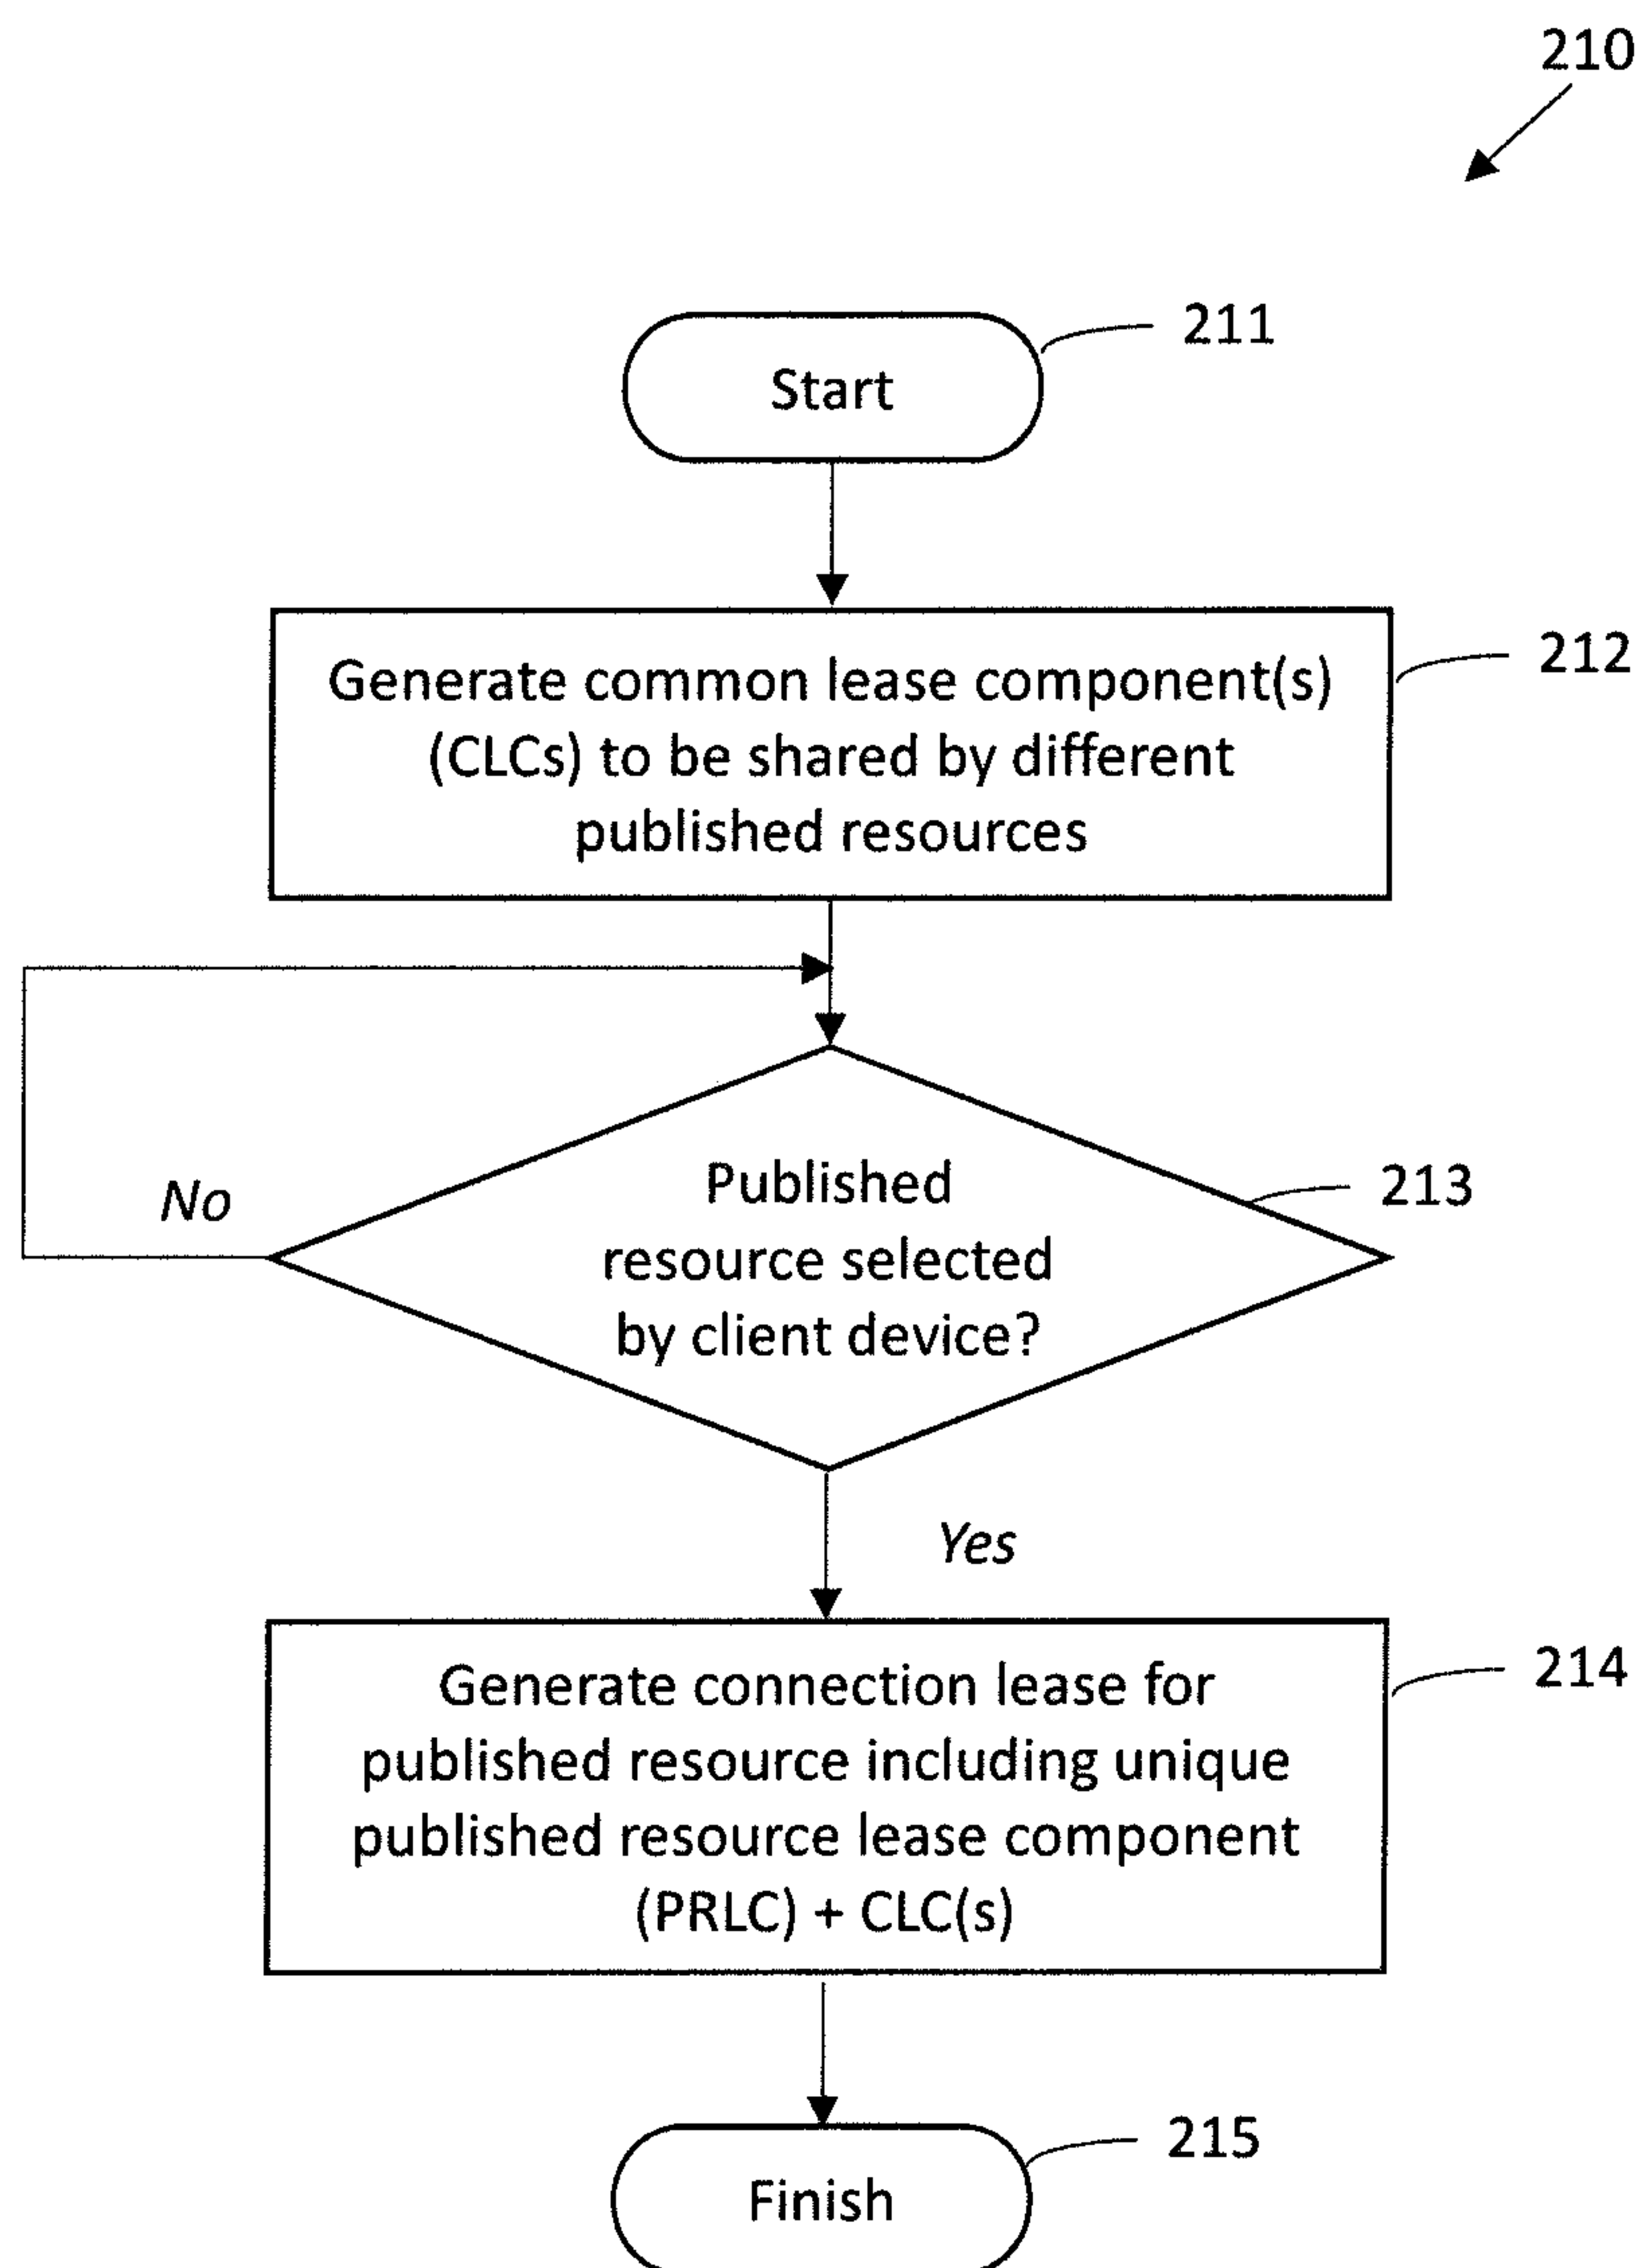 210
211
Start
212
Generate common lease component(s)
(CLCs) to be shared by different
published resources
No
213
Published
resource selected
by client device?
Yes
214
Generate connection lease for
published resource including unique
published resource lease component
(PRLC) + CLC(s)
215
Finish